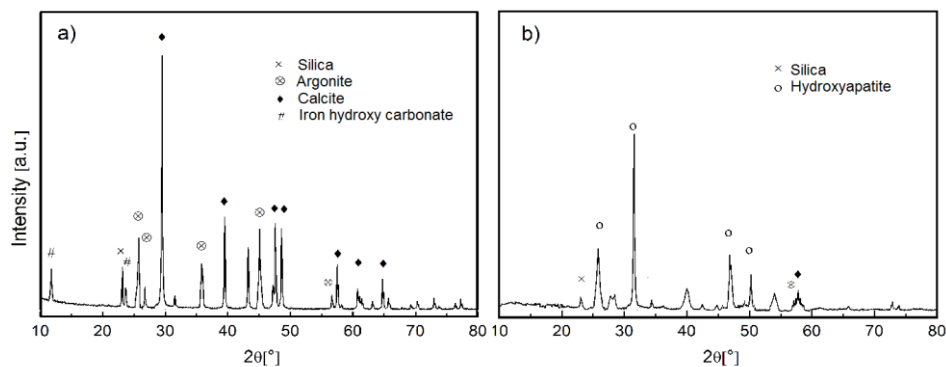 a)
× Silica
⊗ Argonite
♦ Calcite
# Iron hydroxy carbonate
Intensity [a.u.]
10 20 30 40 50 60 70 80
2θ[°]
b)
× Silica
o Hydroxyapatite
10 20 30 40 50 60 70 80
2θ[°]